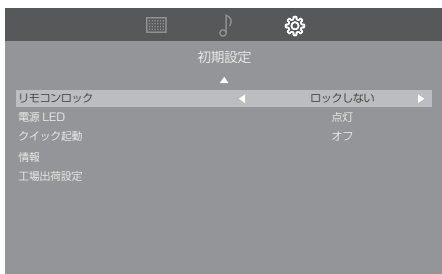 初期設定
リモコンロック ロックしない
電源 LED 点灯
クイック起動 オフ
情報
工場出荷設定